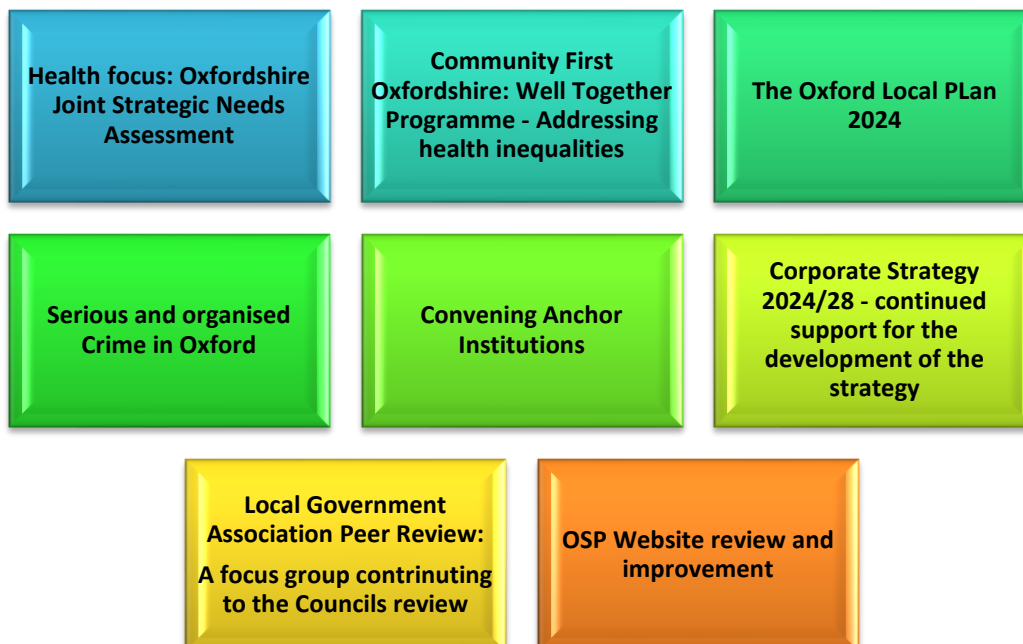 Health focus: Oxfordshire
Joint Strategic Needs
Assessment
Community First
Oxfordshire: Well Together
Programme - Addressing
health inequalities
The Oxford Local PLan
2024
Serious and organised
Crime in Oxford
Convening Anchor
Institutions
Corporate Strategy
2024/28 - continued
support for the
development of the
strategy
Local Government
Association Peer Review:
A focus group contrinuting
to the Councils review
OSP Website review and
improvement